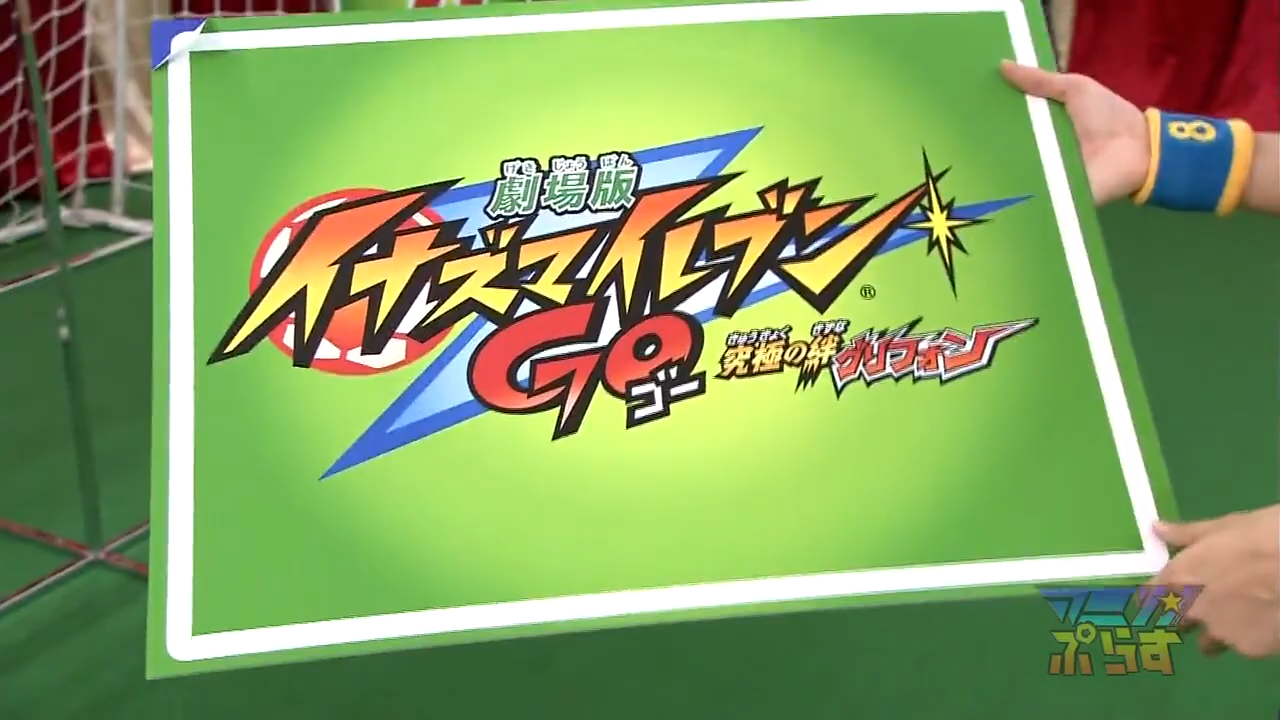 げきじょうばん
劇場版
イナズマイレブン
GO
ゴー
®
きゅうきょく きずな
究極の絆
グリフォン
8
アニメ
ぷらす